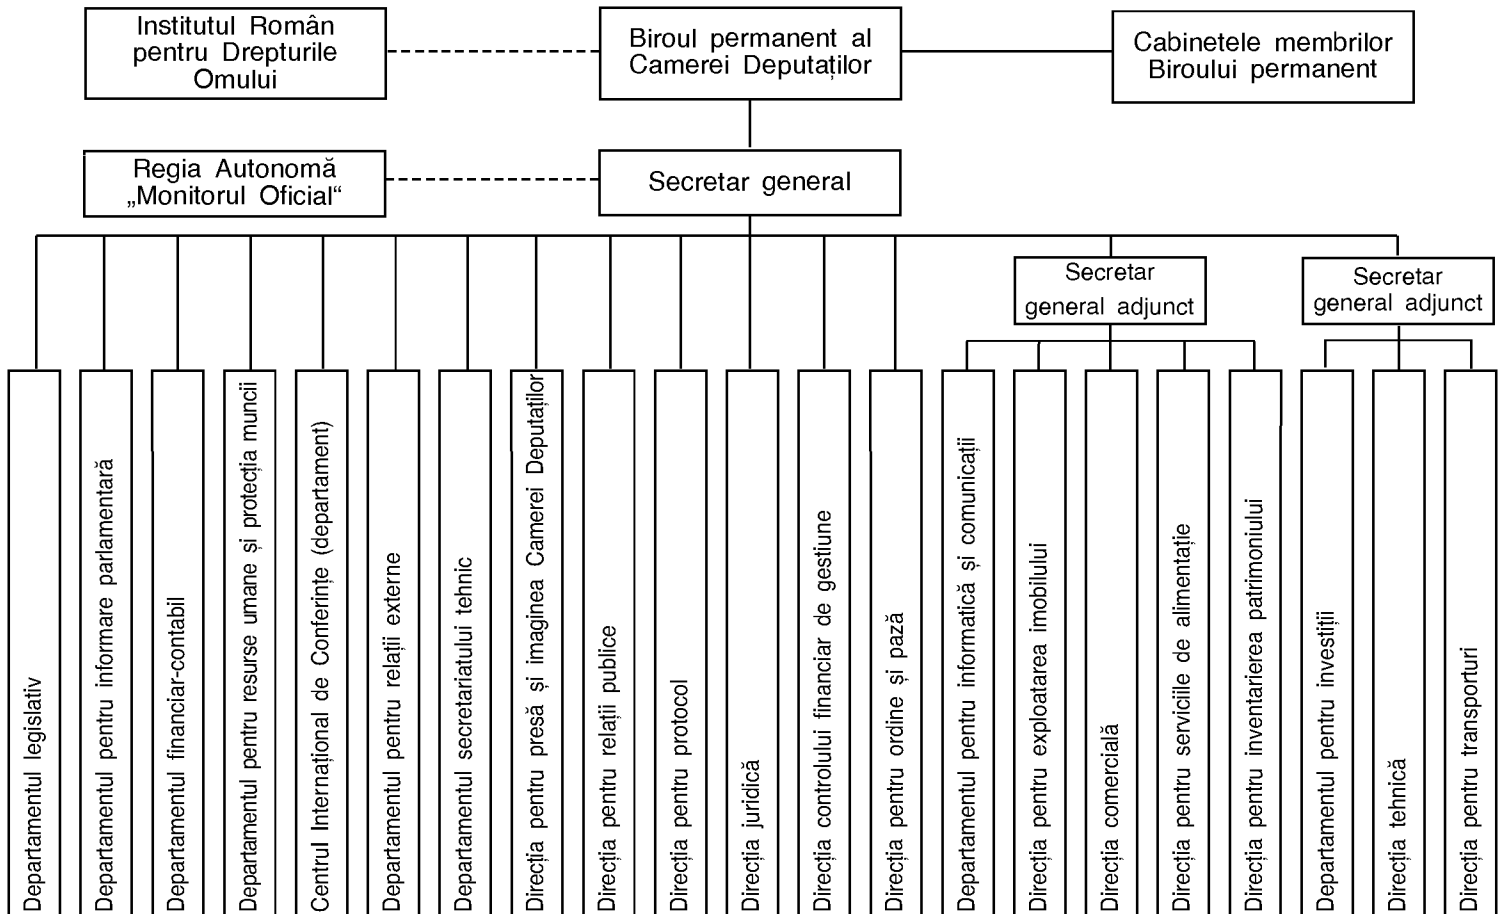 Institutul Român
pentru Drepturile
Omului
Biroul permanent al
Camerei Deputaților
Cabinetele membrilor
Biroului permanent
Regia Autonomă
„Monitorul Oficial“
Secretar general
Secretar
general adjunct
Secretar
general adjunct
Departamentul legislativ
Departamentul pentru informare parlamentară
Departamentul financiar-contabil
Departamentul pentru resurse umane și protecția muncii
Centrul Internațional de Conferințe (departament)
Departamentul pentru relații externe
Departamentul secretariatului tehnic
Direcția pentru presă și imaginea Camerei Deputaților
Direcția pentru relații publice
Direcția pentru protocol
Direcția juridică
Direcția controlului financiar de gestiune
Direcția pentru ordine și pază
Departamentul pentru informatică și comunicații
Direcția pentru exploatarea imobilului
Direcția comercială
Direcția pentru serviciile de alimentație
Direcția pentru inventarierea patrimoniului
Departamentul pentru investiții
Direcția tehnică
Direcția pentru transporturi